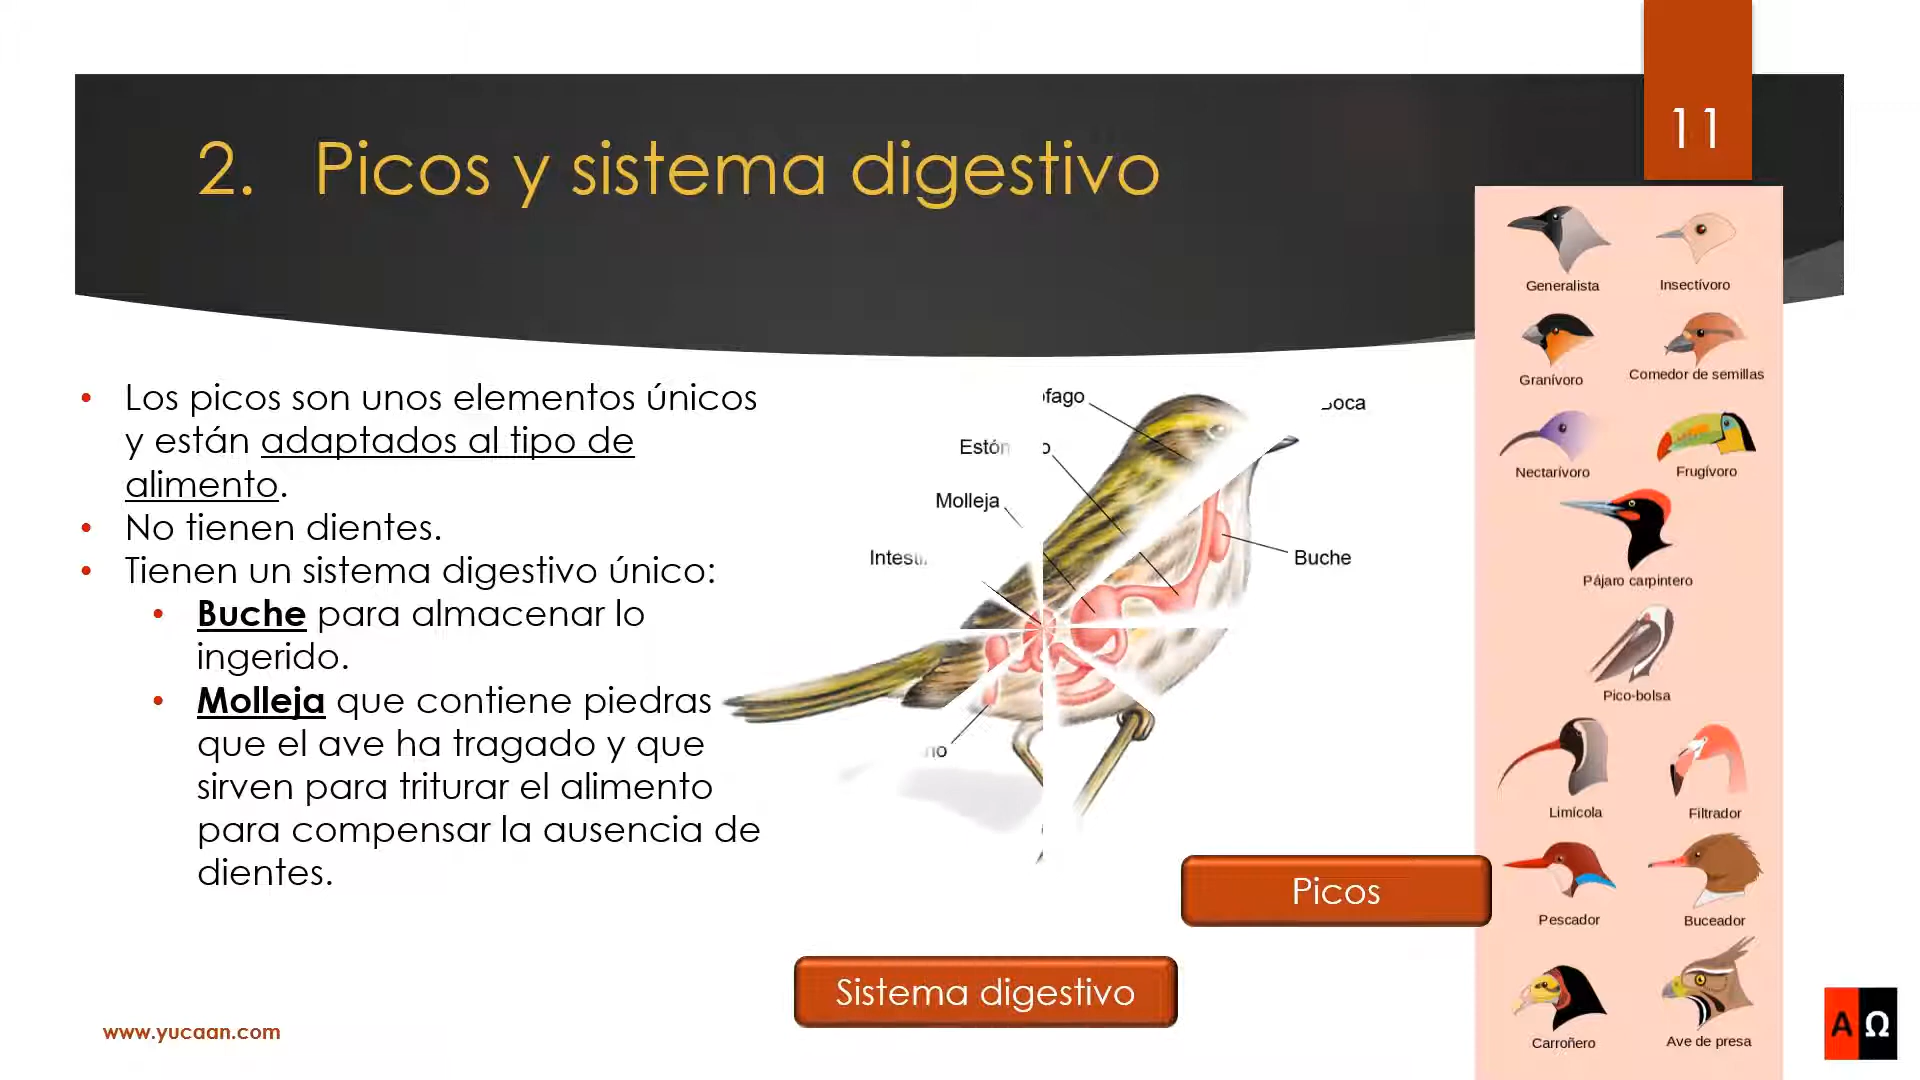 11
2. Picos y sistema digestivo
• Los picos son unos elementos únicos
y están adaptados al tipo de
alimento.
• No tienen dientes.
• Tienen un sistema digestivo único:
• Buche para almacenar lo
ingerido.
• Molleja que contiene piedras
que el ave ha tragado y que
sirven para triturar el alimento
para compensar la ausencia de
dientes.
Molleja
Buche
Sistema digestivo
Picos
Generalista
Insectívoro
Granívoro
Comedor de semillas
Nectarívoro
Frugívoro
Pájaro carpintero
Pico-bolsa
Limícola
Filtrador
Pescador
Buceador
Carroñero
Ave de presa
www.yucaan.com
A Ω